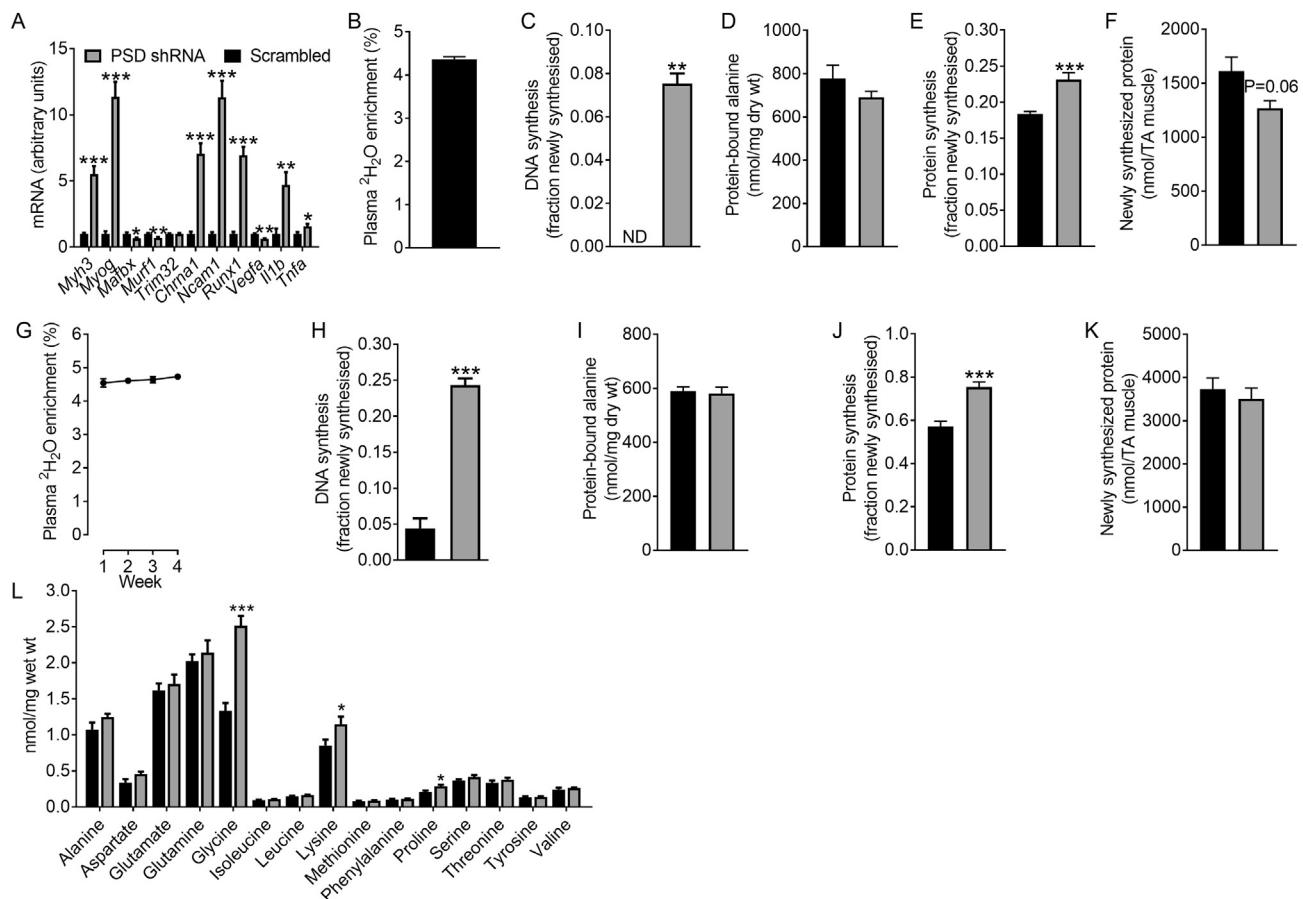 A
PSD shRNA
Scrambled
mRNA (arbitrary units)
15
10
5
0
***
***
*
**
***
***
***
**
**
*
Myh3
Myog
Mafbx
Murf1
Trim32
Chrna1
Ncam1
Runx1
Vegfa
Il1b
Tnfa
B
Plasma ²H₂O enrichment (%)
5
4
3
2
1
0
C
DNA synthesis
(fraction newly synthesised)
0.10
0.08
0.06
0.04
0.02
0.00
ND
**
D
Protein-bound alanine
(nmol/mg dry wt)
1000
800
600
400
200
0
E
Protein synthesis
(fraction newly synthesised)
0.30
0.25
0.20
0.15
0.10
0.05
0.00
***
F
Newly synthesized protein
(nmol/TA muscle)
2000
1500
1000
500
0
P=0.06
G
Plasma ²H₂O enrichment (%)
6
5
4
3
2
1
0
1 2 3 4
Week
H
DNA synthesis
(fraction newly synthesised)
0.30
0.25
0.20
0.15
0.10
0.05
0.00
***
I
Protein-bound alanine
(nmol/mg dry wt)
800
600
400
200
0
J
Protein synthesis
(fraction newly synthesised)
1.0
0.8
0.6
0.4
0.2
0.0
***
K
Newly synthesized protein
(nmol/TA muscle)
5000
4000
3000
2000
1000
0
L
nmol/mg wet wt
3.0
2.5
2.0
1.5
1.0
0.5
0.0
***
*
*
Alanine
Aspartate
Glutamate
Glutamine
Glycine
Isoleucine
Leucine
Lysine
Methionine
Phenylalanine
Proline
Serine
Threonine
Tyrosine
Valine